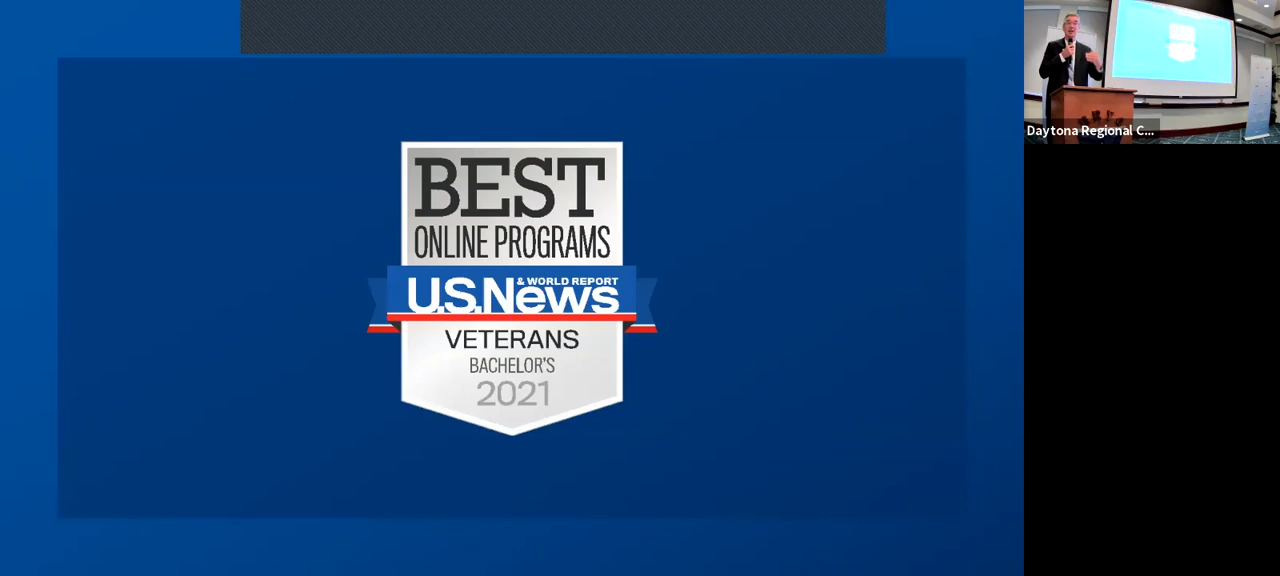 BEST
ONLINE PROGRAMS
& WORLD REPORT
U.S.News
VETERANS
BACHELOR'S
2021
Daytona Regional C...